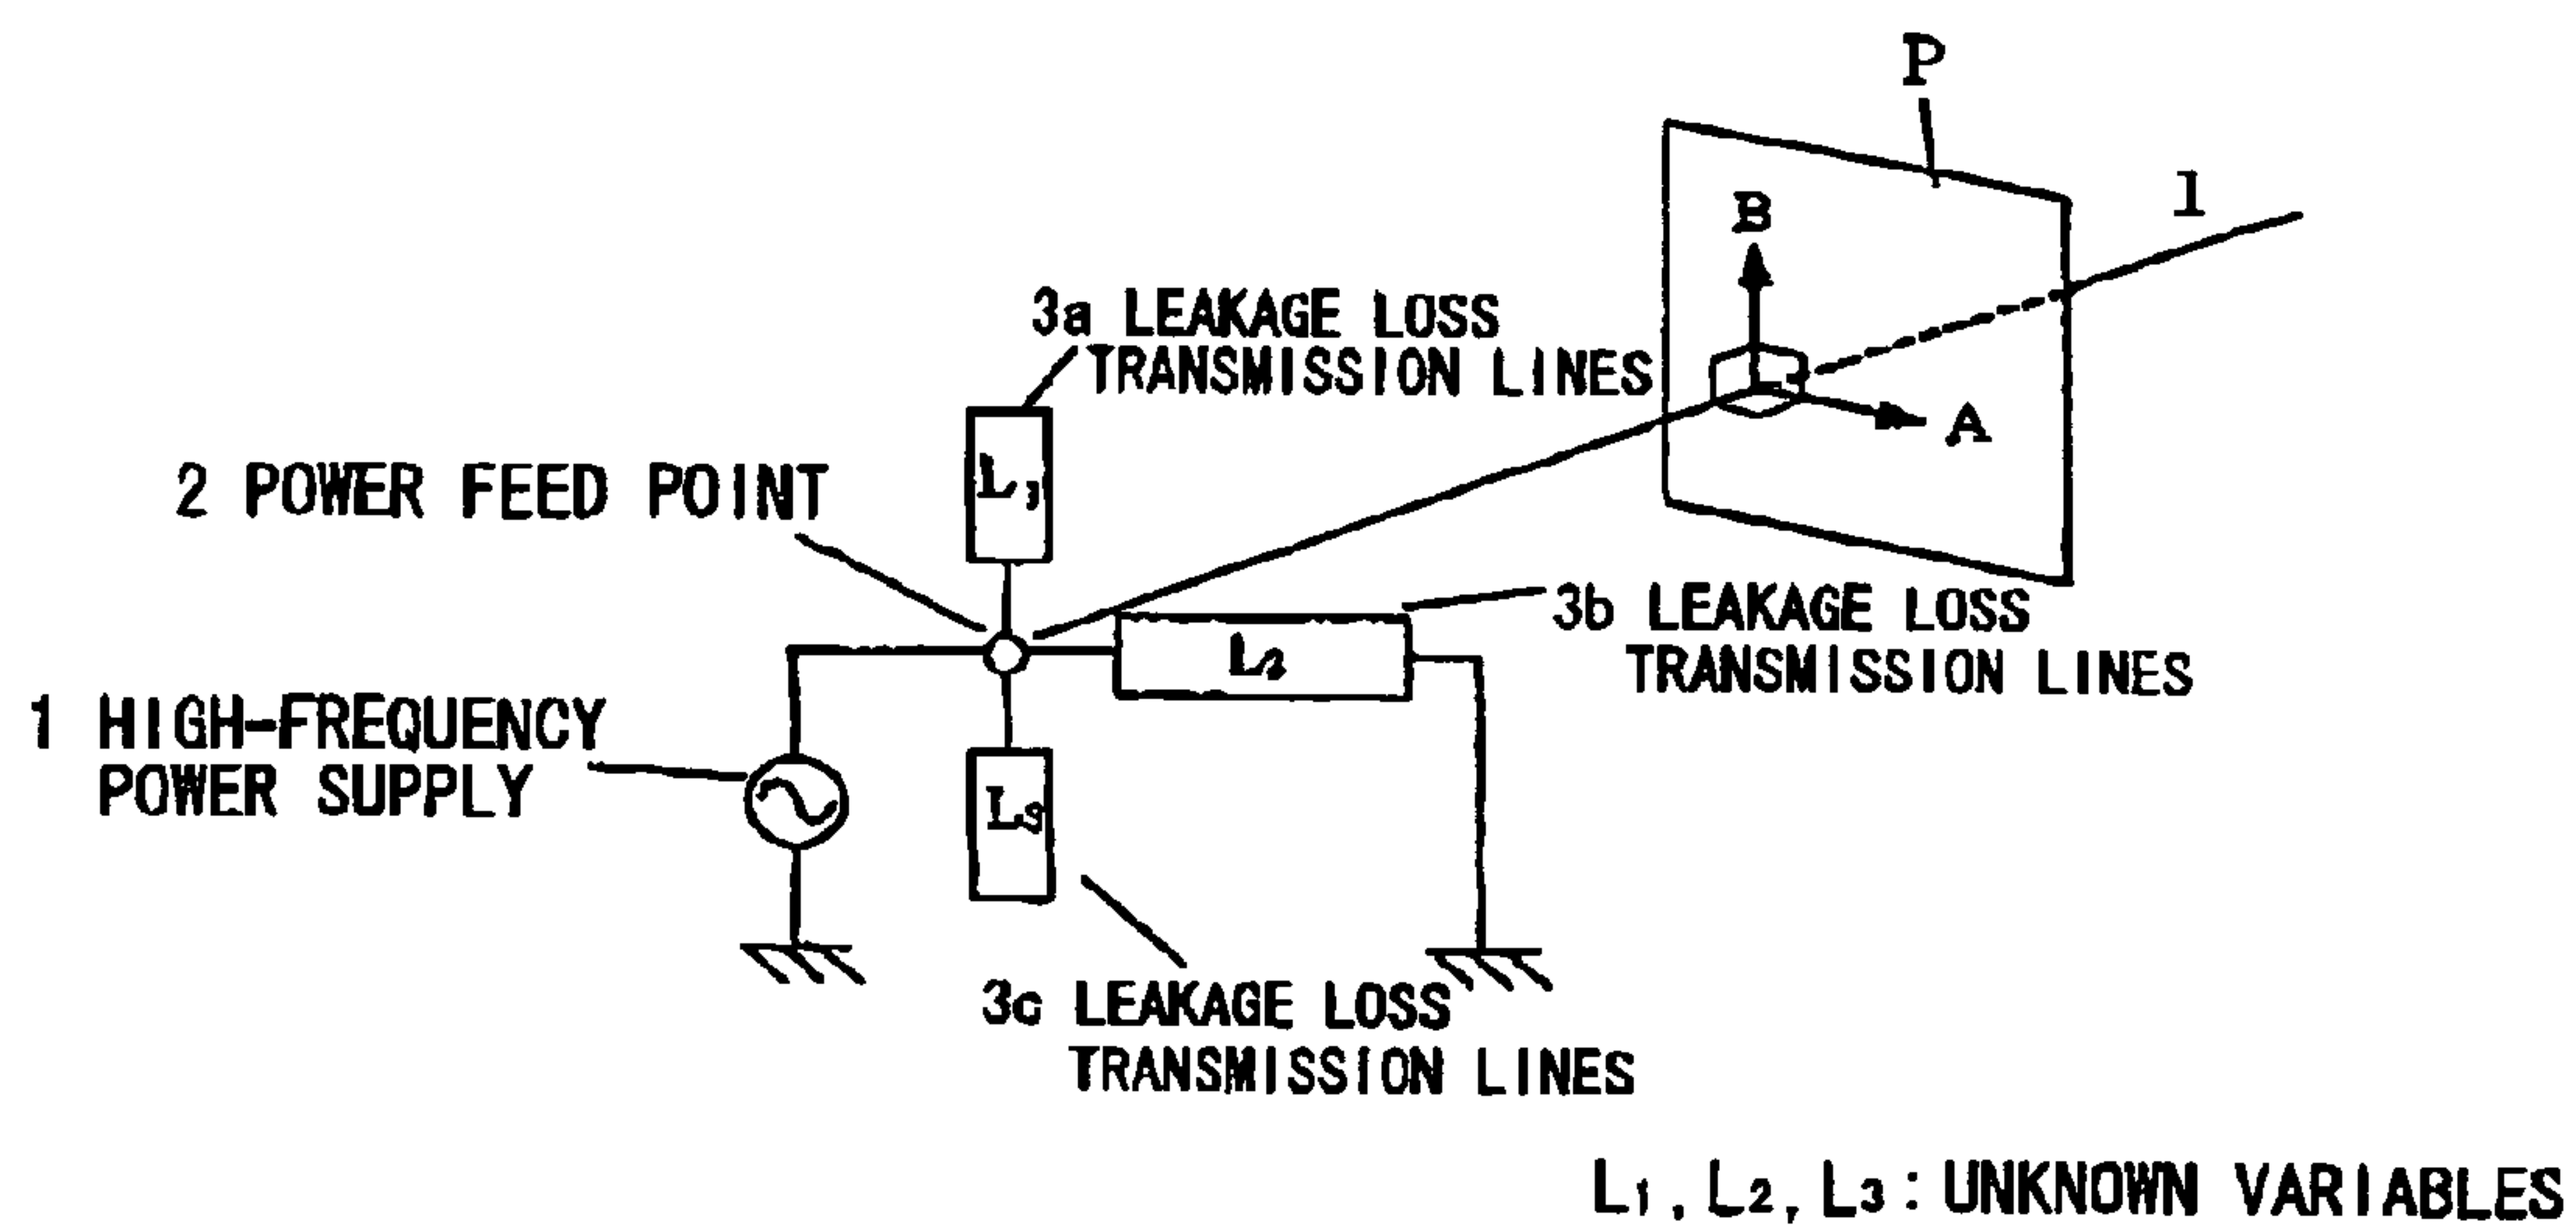 P
l
B
A
3a LEAKAGE LOSS
TRANSMISSION LINES
L1
2 POWER FEED POINT
3b LEAKAGE LOSS
TRANSMISSION LINES
L2
1 HIGH-FREQUENCY
POWER SUPPLY
L3
3c LEAKAGE LOSS
TRANSMISSION LINES
L1, L2, L3: UNKNOWN VARIABLES